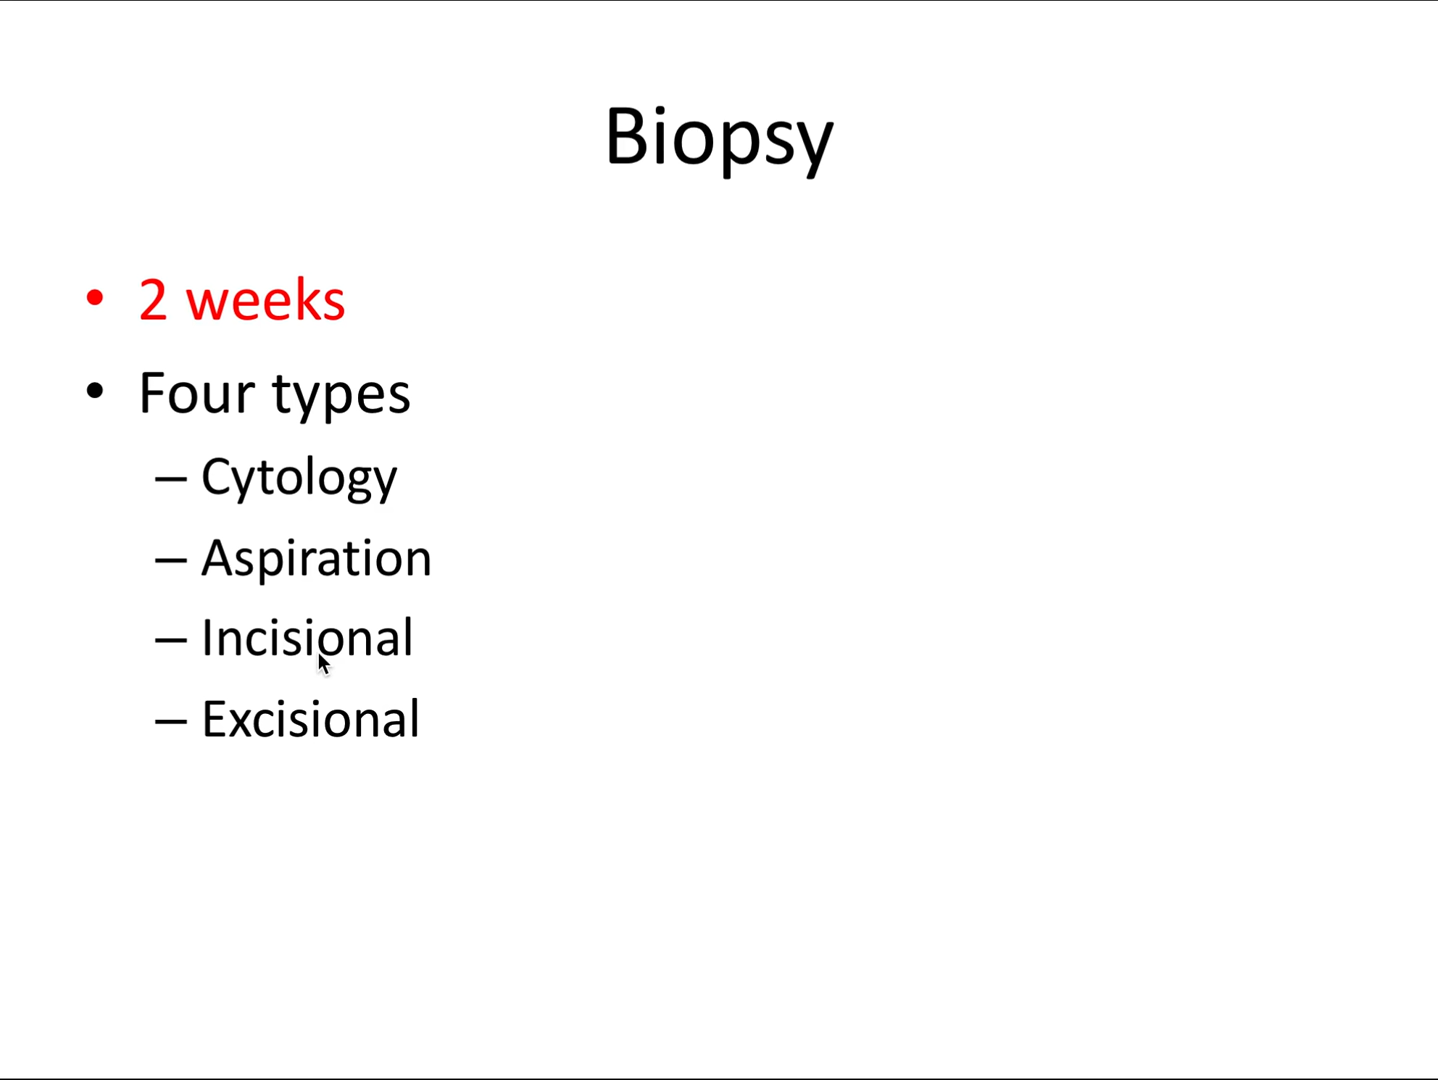 Biopsy
• 2 weeks
• Four types
– Cytology
– Aspiration
– Incisional
– Excisional